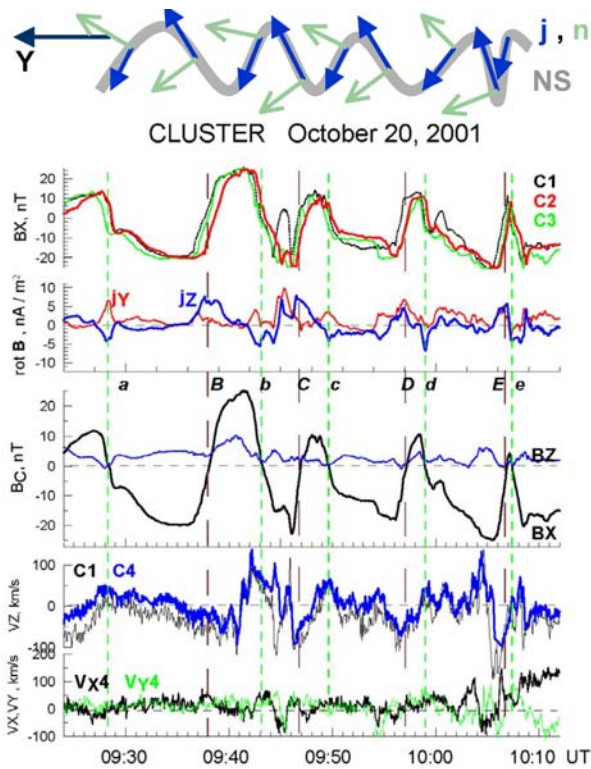 j , n
Y
NS
CLUSTER October 20, 2001
BX, nT
20
10
0
-10
-20
C1
C2
C3
rot B , nA / m²
10
5
0
-5
-10
jY
jZ
a B b C c D d E e
BC, nT
20
0
-10
-20
BZ
BX
VZ, km/s
100
0
-100
C1 C4
VX,VY, km/s
200
100
0
-100
VX4 VY4
09:30 09:40 09:50 10:00 10:10 UT